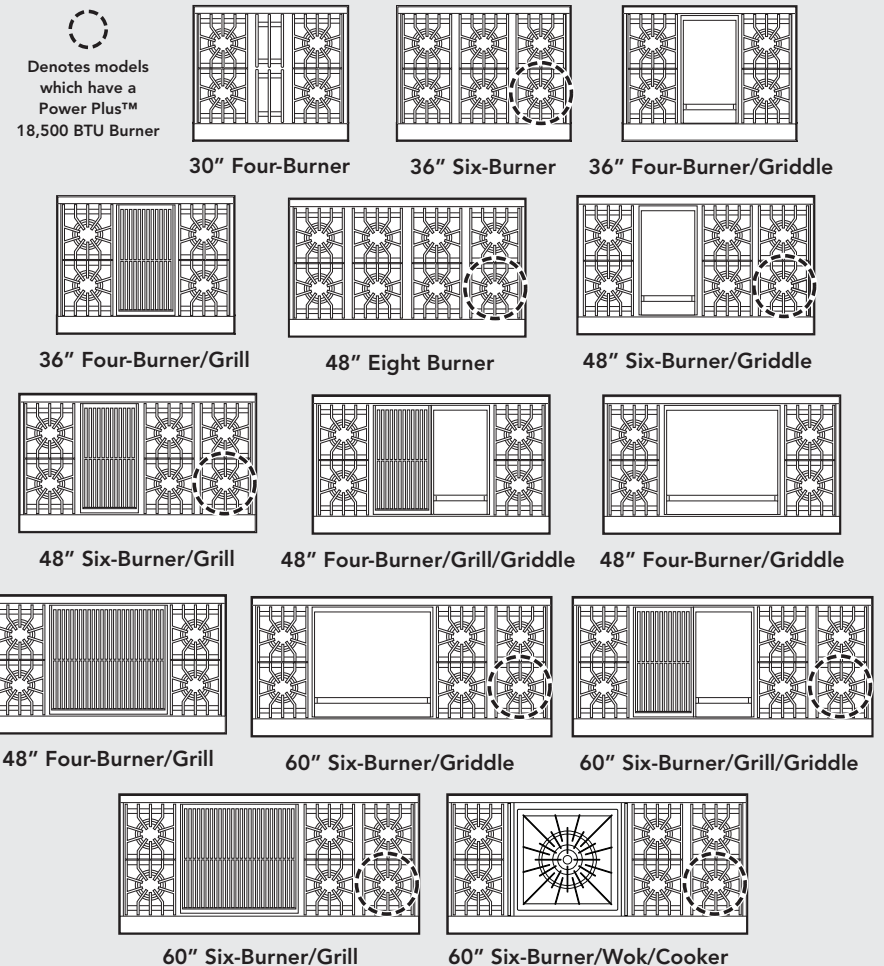 Denotes models
which have a
Power Plus™
18,500 BTU Burner
30” Four-Burner
36” Six-Burner
36” Four-Burner/Griddle
36” Four-Burner/Grill
48” Eight Burner
48” Six-Burner/Griddle
48” Six-Burner/Grill
48” Four-Burner/Grill/Griddle
48” Four-Burner/Griddle
48” Four-Burner/Grill
60” Six-Burner/Griddle
60” Six-Burner/Grill/Griddle
60” Six-Burner/Grill
60” Six-Burner/Wok/Cooker